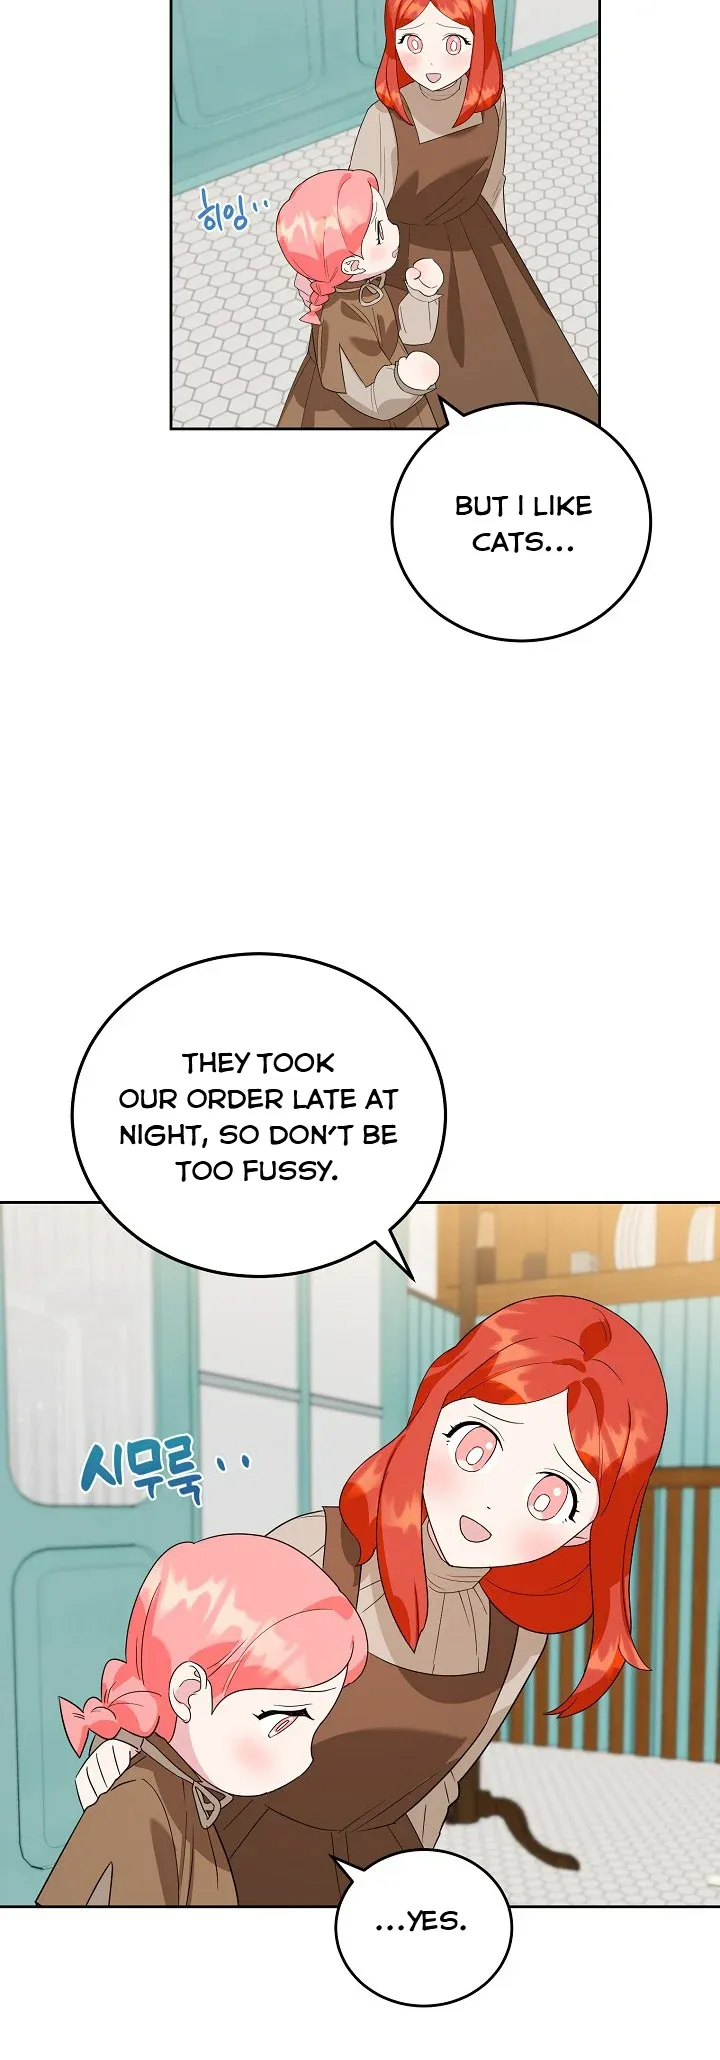 히잉..
BUT I LIKE
CATS...
THEY TOOK
OUR ORDER LATE AT
NIGHT, SO DON'T BE
TOO FUSSY.
시무룩..
...YES.